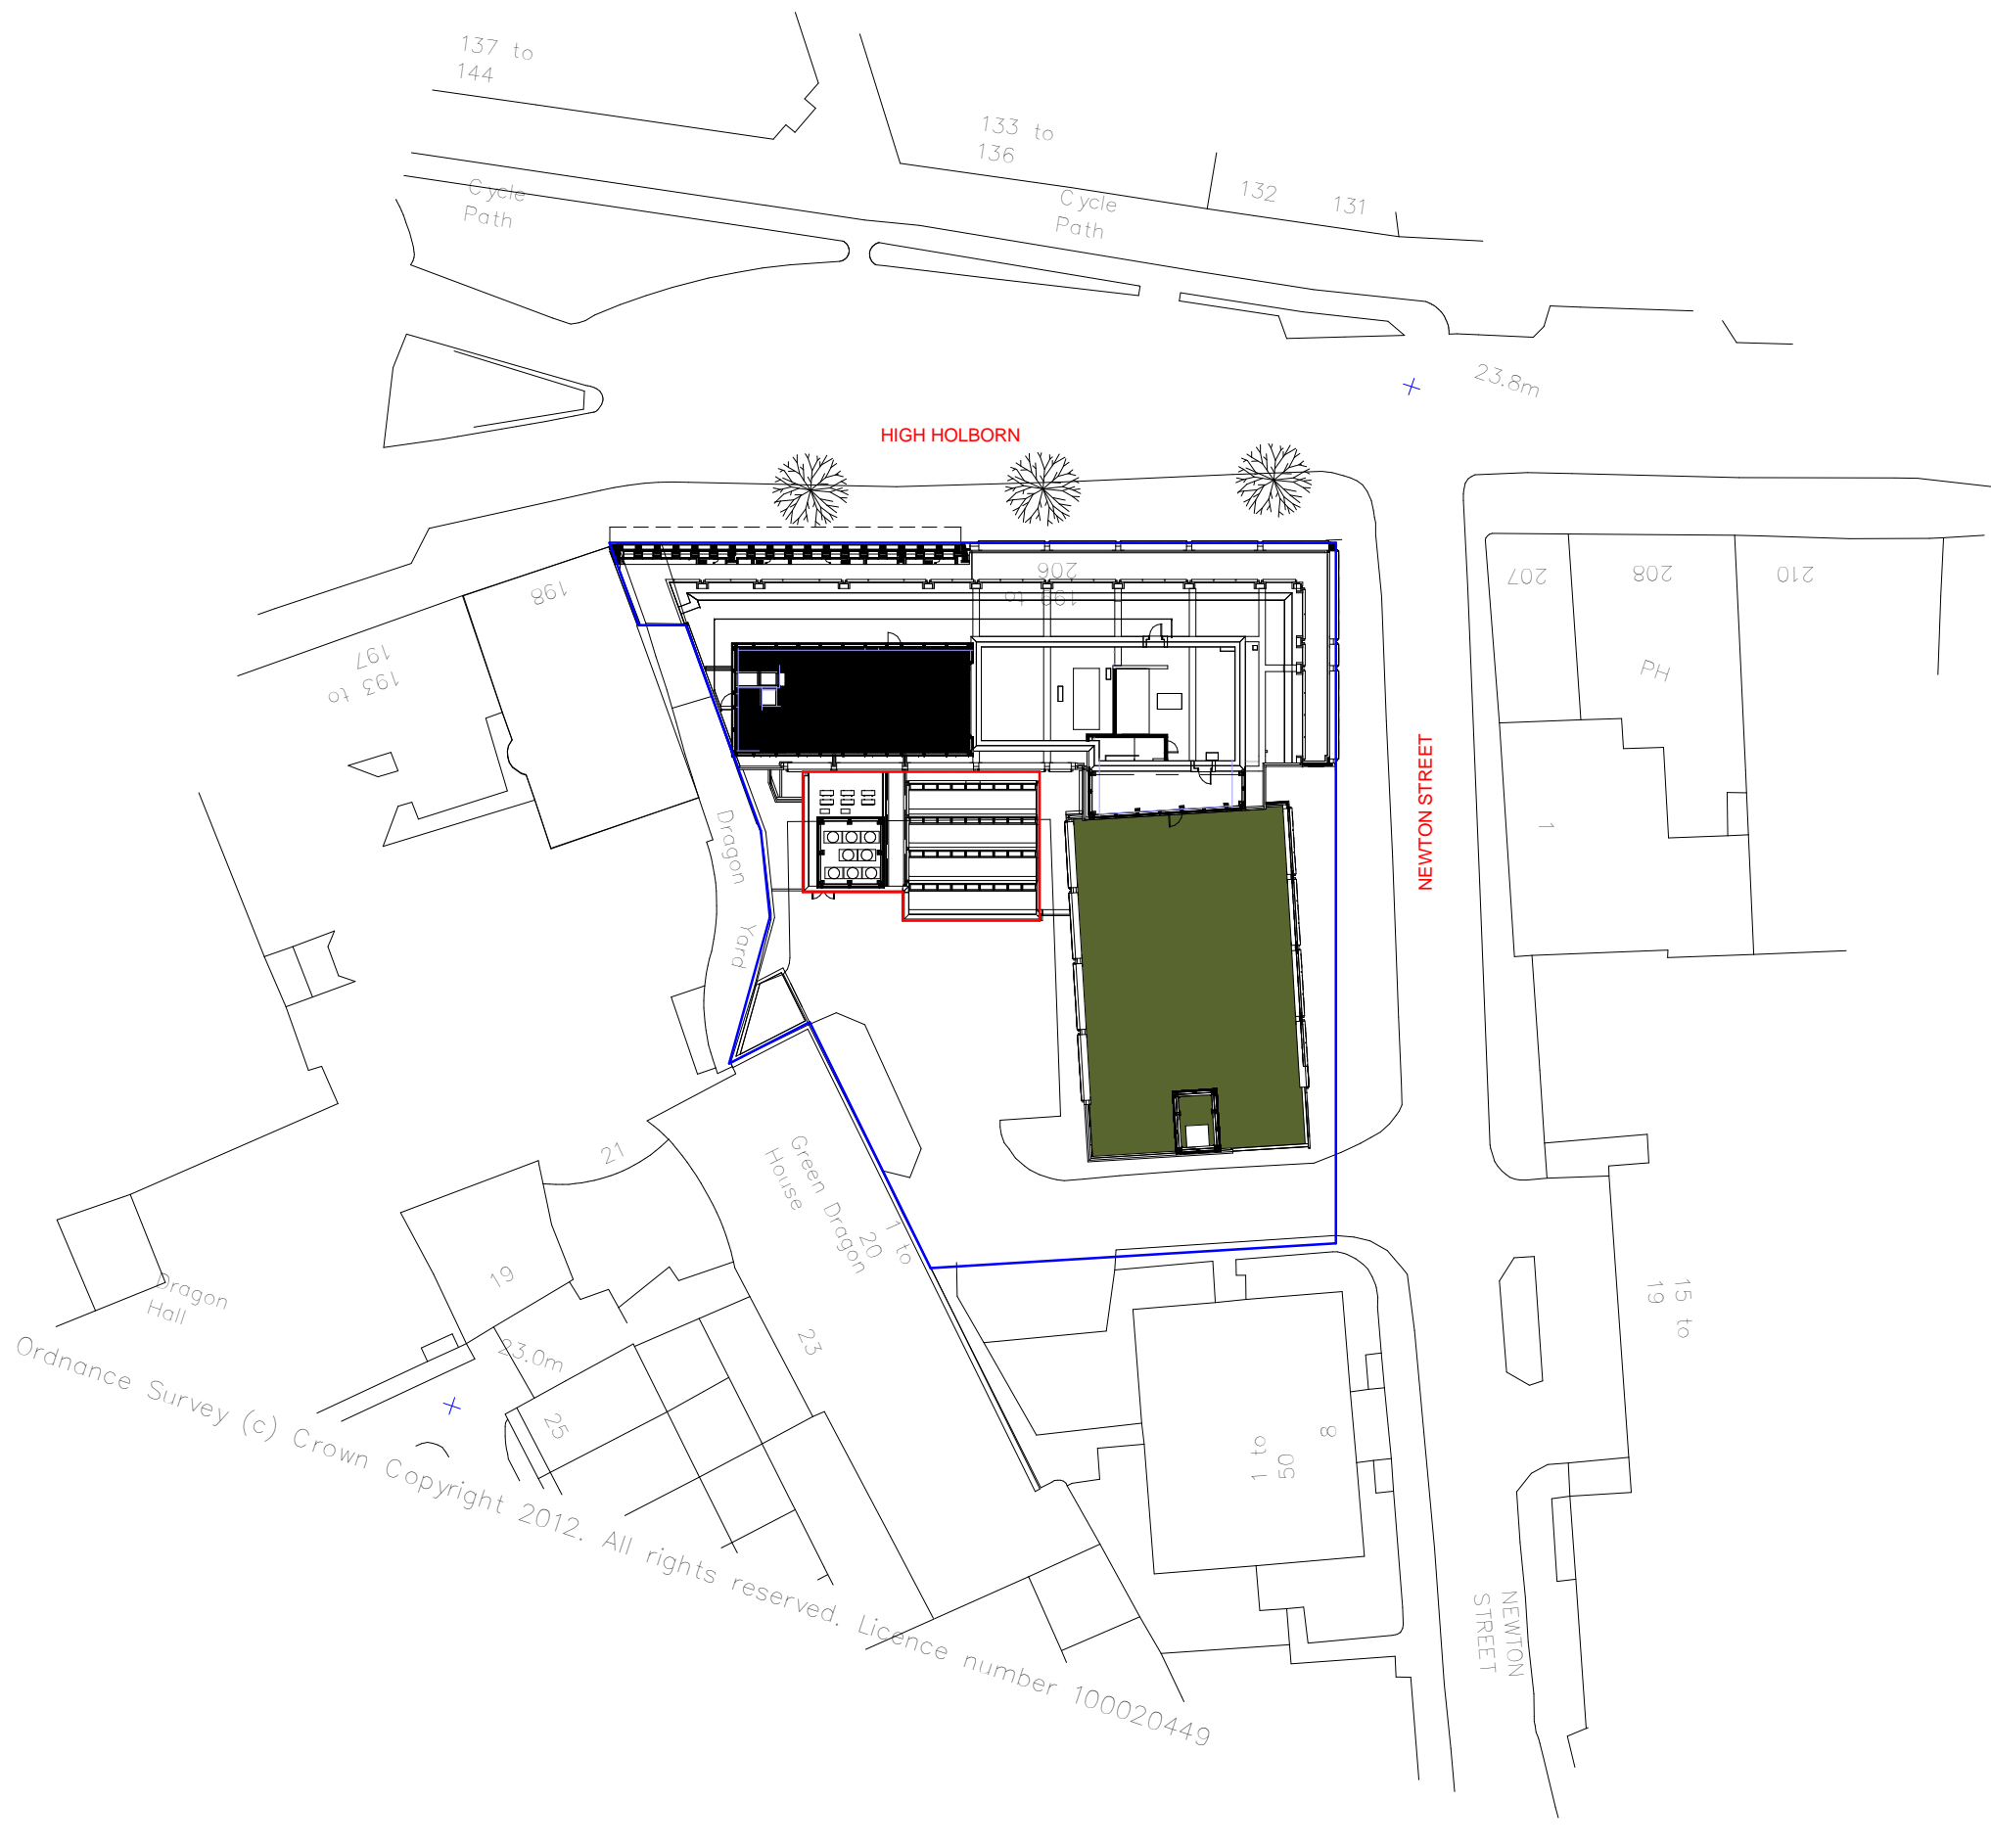 137 to
144
133 to
136
Cycle
Path
Cycle
Path
132
131
23.8m
HIGH HOLBORN
198
206
199 to
207
208
210
197
193 to
PH
NEWTON STREET
1
Dragon
Yard
21
Green Dragon
House
1 to
20
19
Dragon
Hall
23.0m
23
25
15 to
19
1 to
50
8
NEWTON
STREET
Ordnance Survey (c) Crown Copyright 2012. All rights reserved. Licence number 100020449